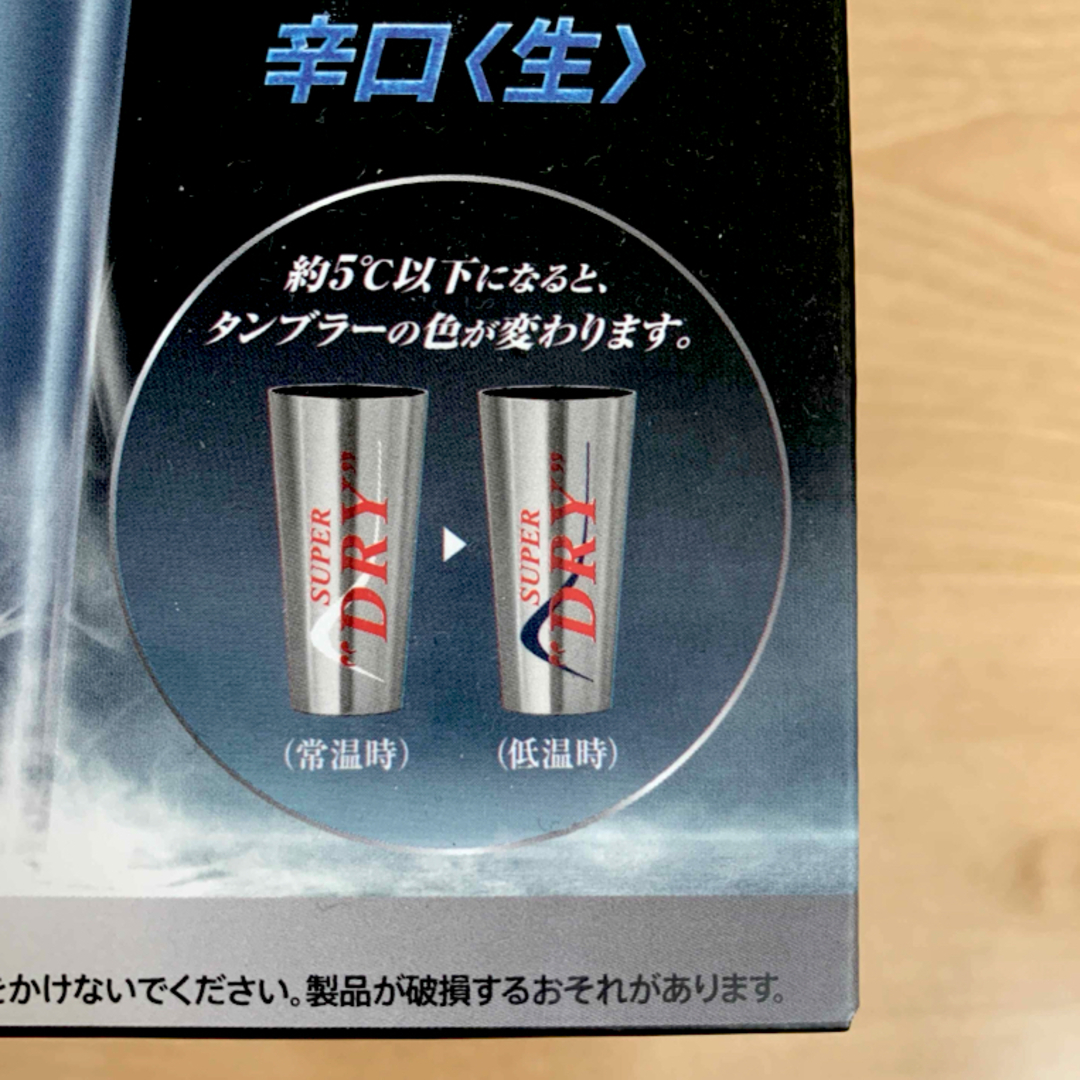 辛口〈生〉
約5℃以下になると、
タンブラーの色が変わります。
SUPER
"DRY"
SUPER
"DRY"
（常温時）
（低温時）
をかけないでください。製品が破損するおそれがあります。